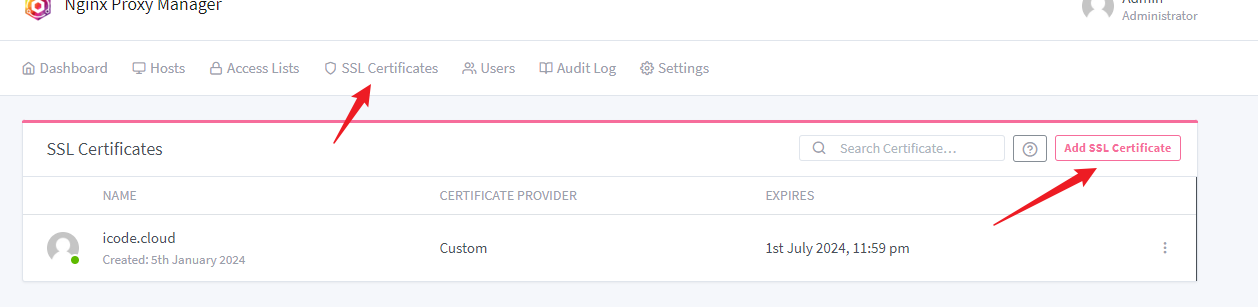 Nginx Proxy Manager
Admin
Administrator
Dashboard Hosts Access Lists SSL Certificates Users Audit Log Settings
SSL Certificates Search Certificate… Add SSL Certificate
NAME CERTIFICATE PROVIDER EXPIRES
icode.cloud
Created: 5th January 2024
Custom
1st July 2024, 11:59 pm